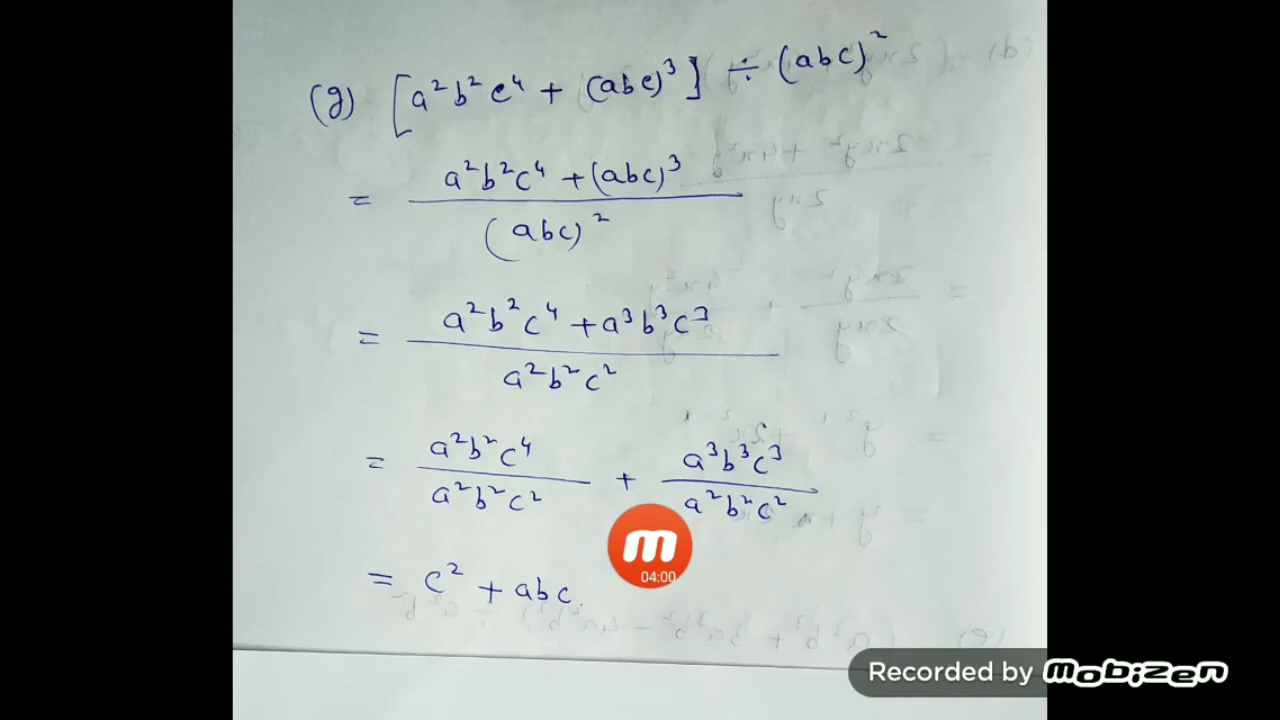 (g) [a²b²c⁴ + (abc)³] ÷ (abc)²
= a²b²c⁴ + (abc)³
(abc)²
= a²b²c⁴ + a³b³c³
a²b²c²
= a²b²c⁴ + a³b³c³
a²b²c² a²b²c²
m
04:00
= c² + abc
Recorded by mobizen